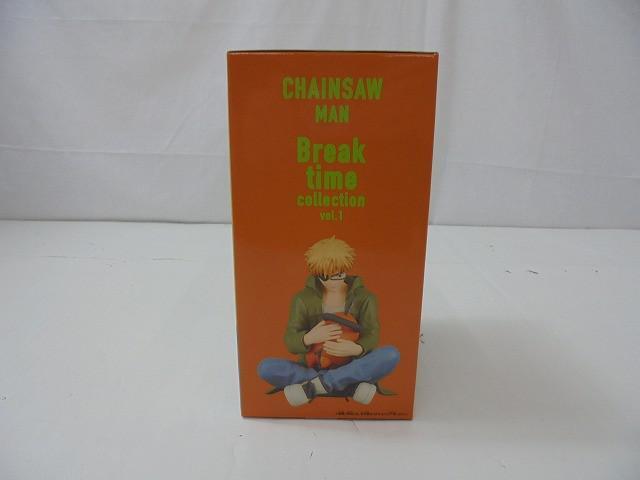 CHAINSAW
MAN
Break
time
collection
vol.1